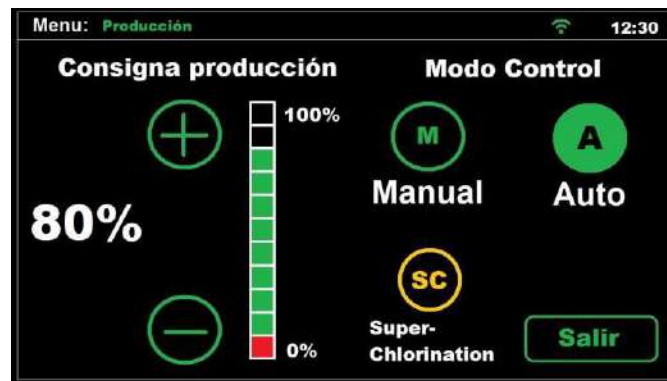 Menu: Producción
12:30
Consigna producción
Modo Control
100%
M
A
Manual
Auto
80%
SC
Super-
Chlorination
0%
Salir